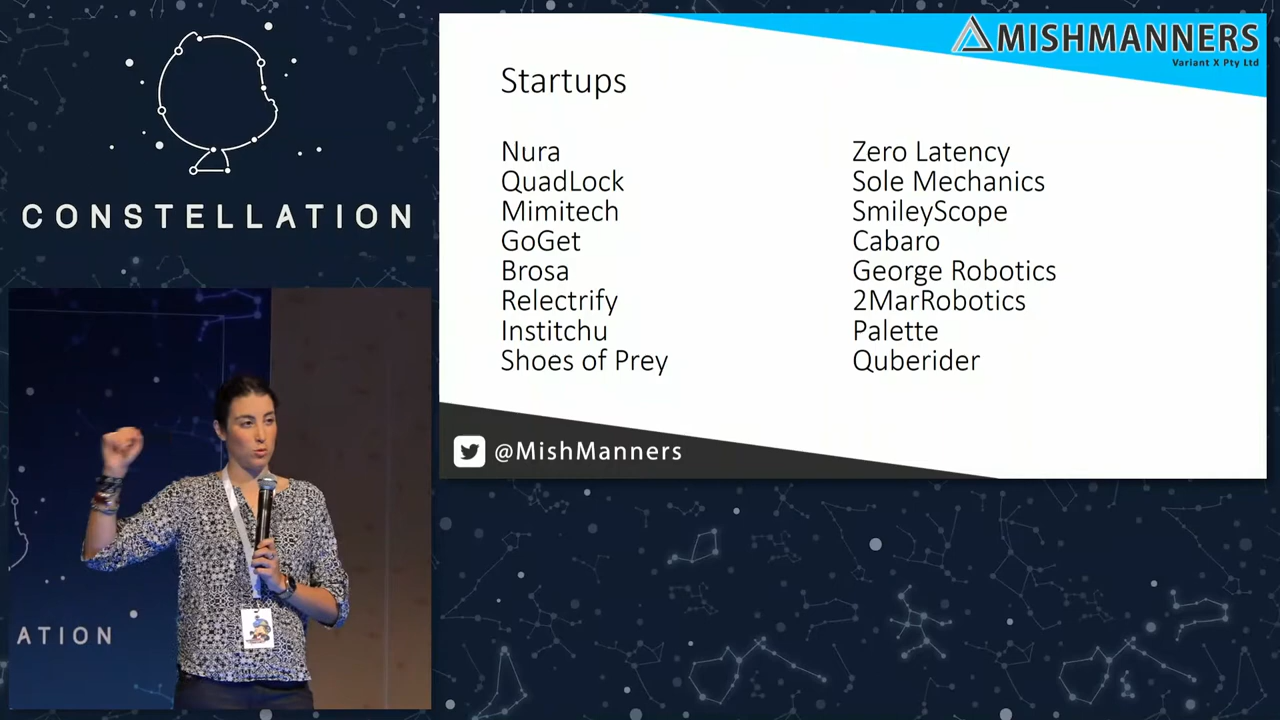 CONSTELLATION
ATION
MISHMANNERS
Variant X Pty Ltd
Startups
Nura
QuadLock
Mimitech
GoGet
Brosa
Relectrify
Institchu
Shoes of Prey
Zero Latency
Sole Mechanics
SmileyScope
Cabaro
George Robotics
2MarRobotics
Palette
Quberider
@MishManners